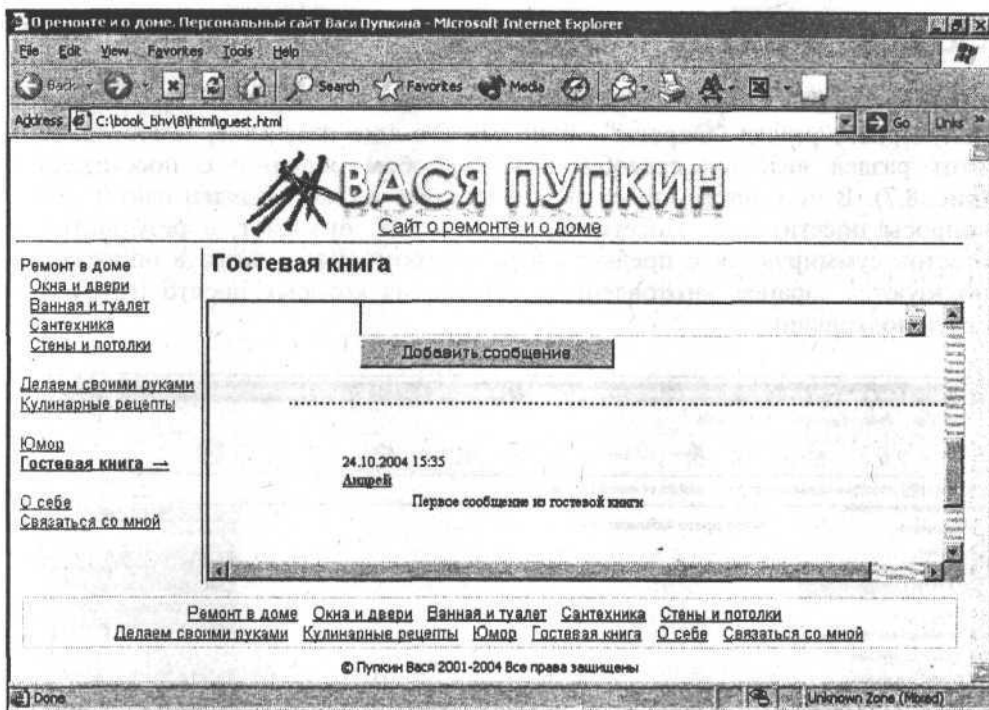 О ремонте и о доме. Персональный сайт Васи Пупкина - Microsoft Internet Explorer
File Edit View Favorites Tools Help
Back Search Favorites Media
Address C:\book_bhv\8\html\guest.html Go Links »
ВАСЯ ПУПКИН
Сайт о ремонте и о доме
Ремонт в доме
Окна и двери
Ванная и туалет
Сантехника
Стены и потолки
Делаем своими руками
Кулинарные рецепты
Юмор
Гостевая книга →
О себе
Связаться со мной
Гостевая книга
Добавить сообщение
24.10.2004 15:35
Андрей
Первое сообщение из гостевой книги
Ремонт в доме Окна и двери Ванная и туалет Сантехника Стены и потолки
Делаем своими руками Кулинарные рецепты Юмор Гостевая книга О себе Связаться со мной
© Пупкин Вася 2001-2004 Все права защищены
Done Unknown Zone (Mixed)